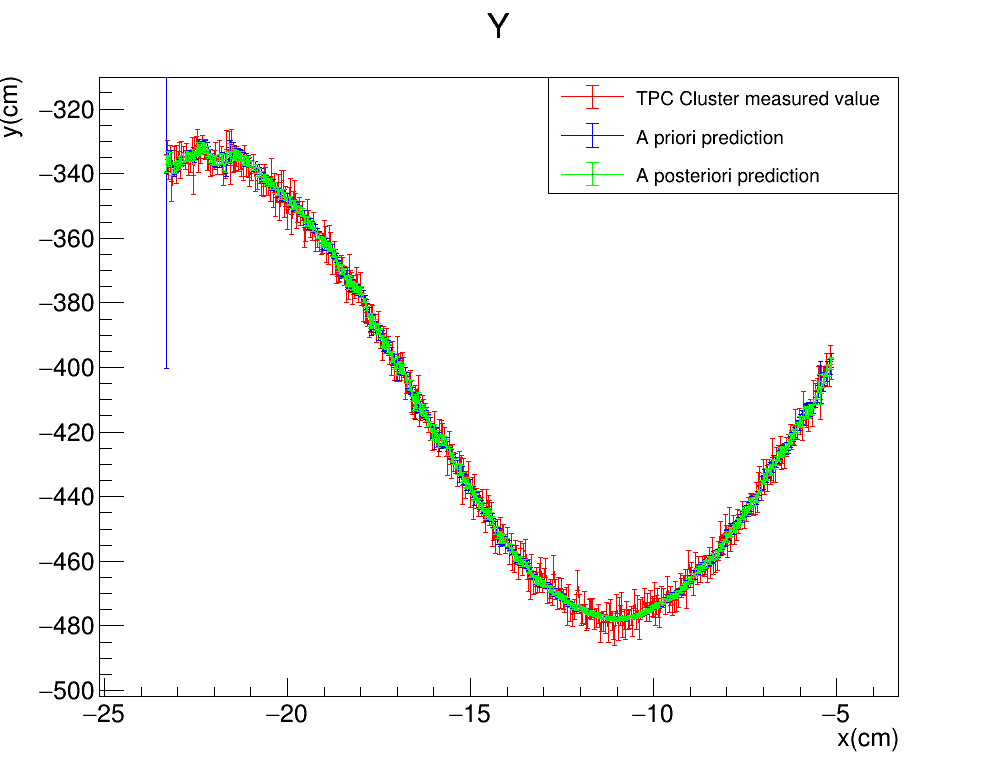 Y
y(cm)
TPC Cluster measured value
A priori prediction
A posteriori prediction
−320
−340
−360
−380
−400
−420
−440
−460
−480
−500
−25
−20
−15
−10
−5
x(cm)